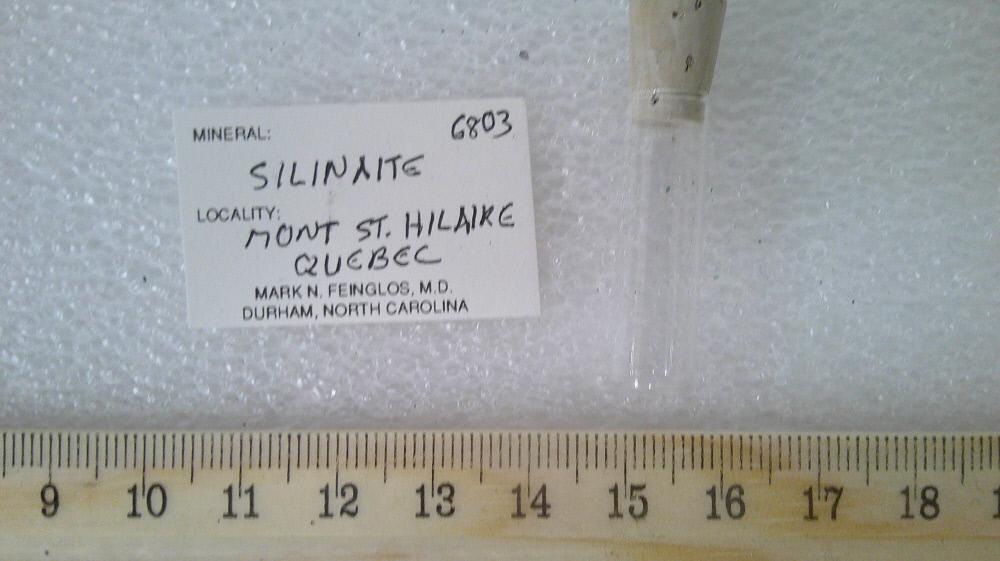 MINERAL: 6803
SILINAITE
LOCALITY:
MONT ST. HILAIRE
QUEBEC
MARK N. FEINGLOS, M.D.
DURHAM, NORTH CAROLINA
9 10 11 12 13 14 15 16 17 18